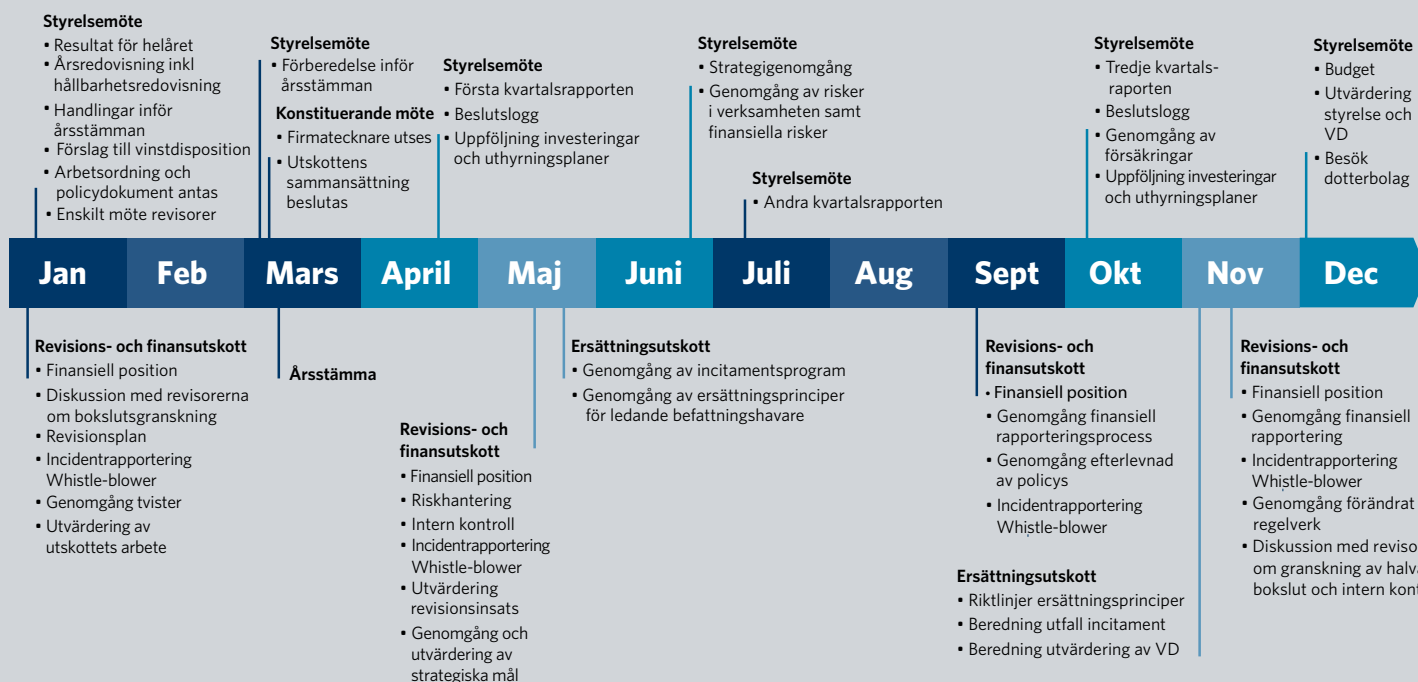 Styrelsemöte
• Resultat för helåret
• Årsredovisning inkl
hållbarhetsredovisning
• Handlingar inför
årsstämman
• Förslag till vinstdisposition
• Arbetsordning och
policydokument antas
• Enskilt möte revisorer
Styrelsemöte
• Förberedelse inför
årsstämman
Konstituerande möte
• Firmatecknare utses
• Utskottens
sammansättning
beslutas
Styrelsemöte
• Första kvartalsrapporten
• Beslutslogg
• Uppföljning investeringar
och uthyrningsplaner
Styrelsemöte
• Strategigenomgång
• Genomgång av risker
i verksamheten samt
finansiella risker
Styrelsemöte
• Andra kvartalsrapporten
Styrelsemöte
• Tredje kvartals-
raporten
• Beslutslogg
• Genomgång av
försäkringar
• Uppföljning investeringar
och uthyrningsplaner
Styrelsemöte
• Budget
• Utvärdering
styrelse och
VD
• Besök
dotterbolag
Jan Feb Mars April Maj Juni Juli Aug Sept Okt Nov Dec
Revisions- och finansutskott
• Finansiell position
• Diskussion med revisorerna
om bokslutsgranskning
• Revisionsplan
• Incidentrapportering
Whistle-blower
• Genomgång tvister
• Utvärdering av
utskottets arbete
Årsstämma
Revisions- och
finansutskott
• Finansiell position
• Riskhantering
• Intern kontroll
• Incidentrapportering
Whistle-blower
• Utvärdering
revisionsinsats
• Genomgång och
utvärdering av
strategiska mål
Ersättningsutskott
• Genomgång av incitamentsprogram
• Genomgång av ersättningsprinciper
för ledande befattningshavare
Revisions- och
finansutskott
• Finansiell position
• Genomgång finansiell
rapporteringsprocess
• Genomgång efterlevnad
av policys
• Incidentrapportering
Whistle-blower
Ersättningsutskott
• Riktlinjer ersättningsprinciper
• Beredning utfall incitament
• Beredning utvärdering av VD
Revisions- och
finansutskott
• Finansiell position
• Genomgång finansiell
rapportering
• Incidentrapportering
Whistle-blower
• Genomgång förändrat
regelverk
• Diskussion med
om granskning av
bokslut och intern